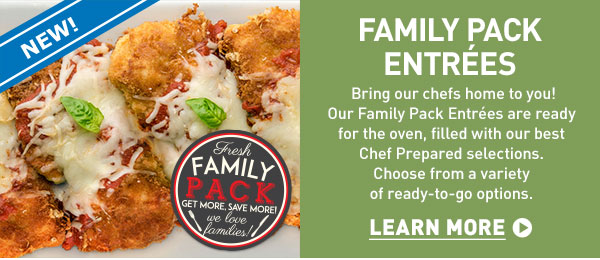 NEW!
Fresh
FAMILY
PACK
GET MORE. SAVE MORE!
we love
families!
FAMILY PACK
ENTRÉES
Bring our chefs home to you!
Our Family Pack Entrées are ready
for the oven, filled with our best
Chef Prepared selections.
Choose from a variety
of ready-to-go options.
LEARN MORE